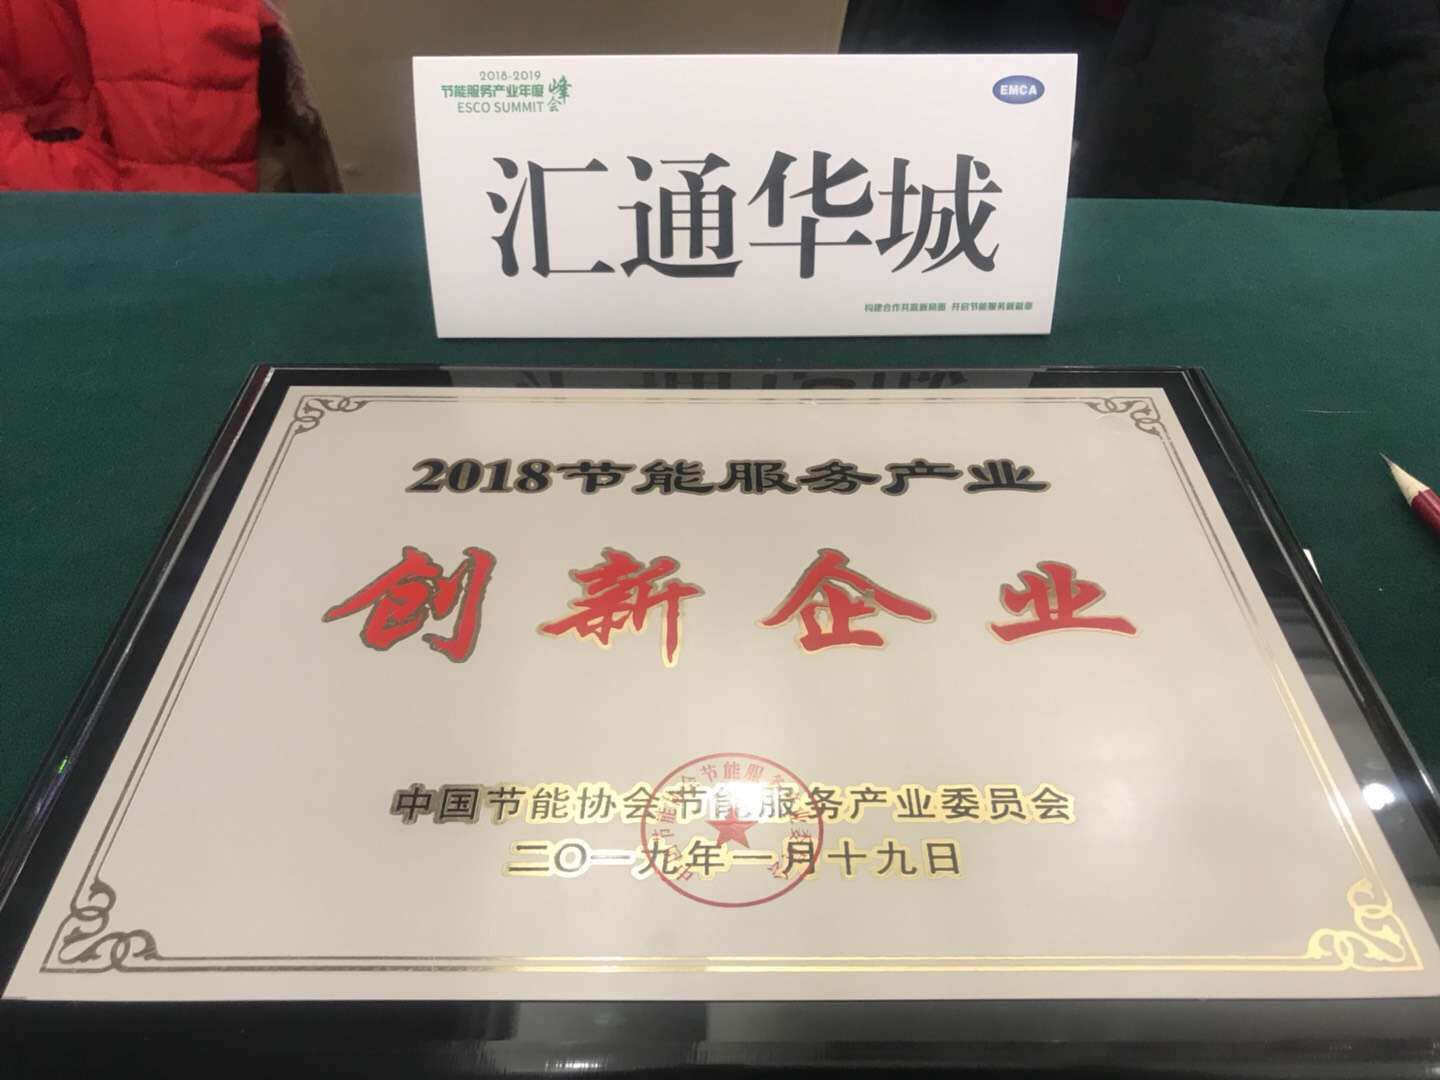 2018-2019
节能服务产业年度峰会
ESCO SUMMIT
EMCA
汇通华城
构建合作共赢新局面 开启节能服务新篇章
2018节能服务产业
创新企业
中国节能协会节能服务产业委员会
二〇一九年一月十九日